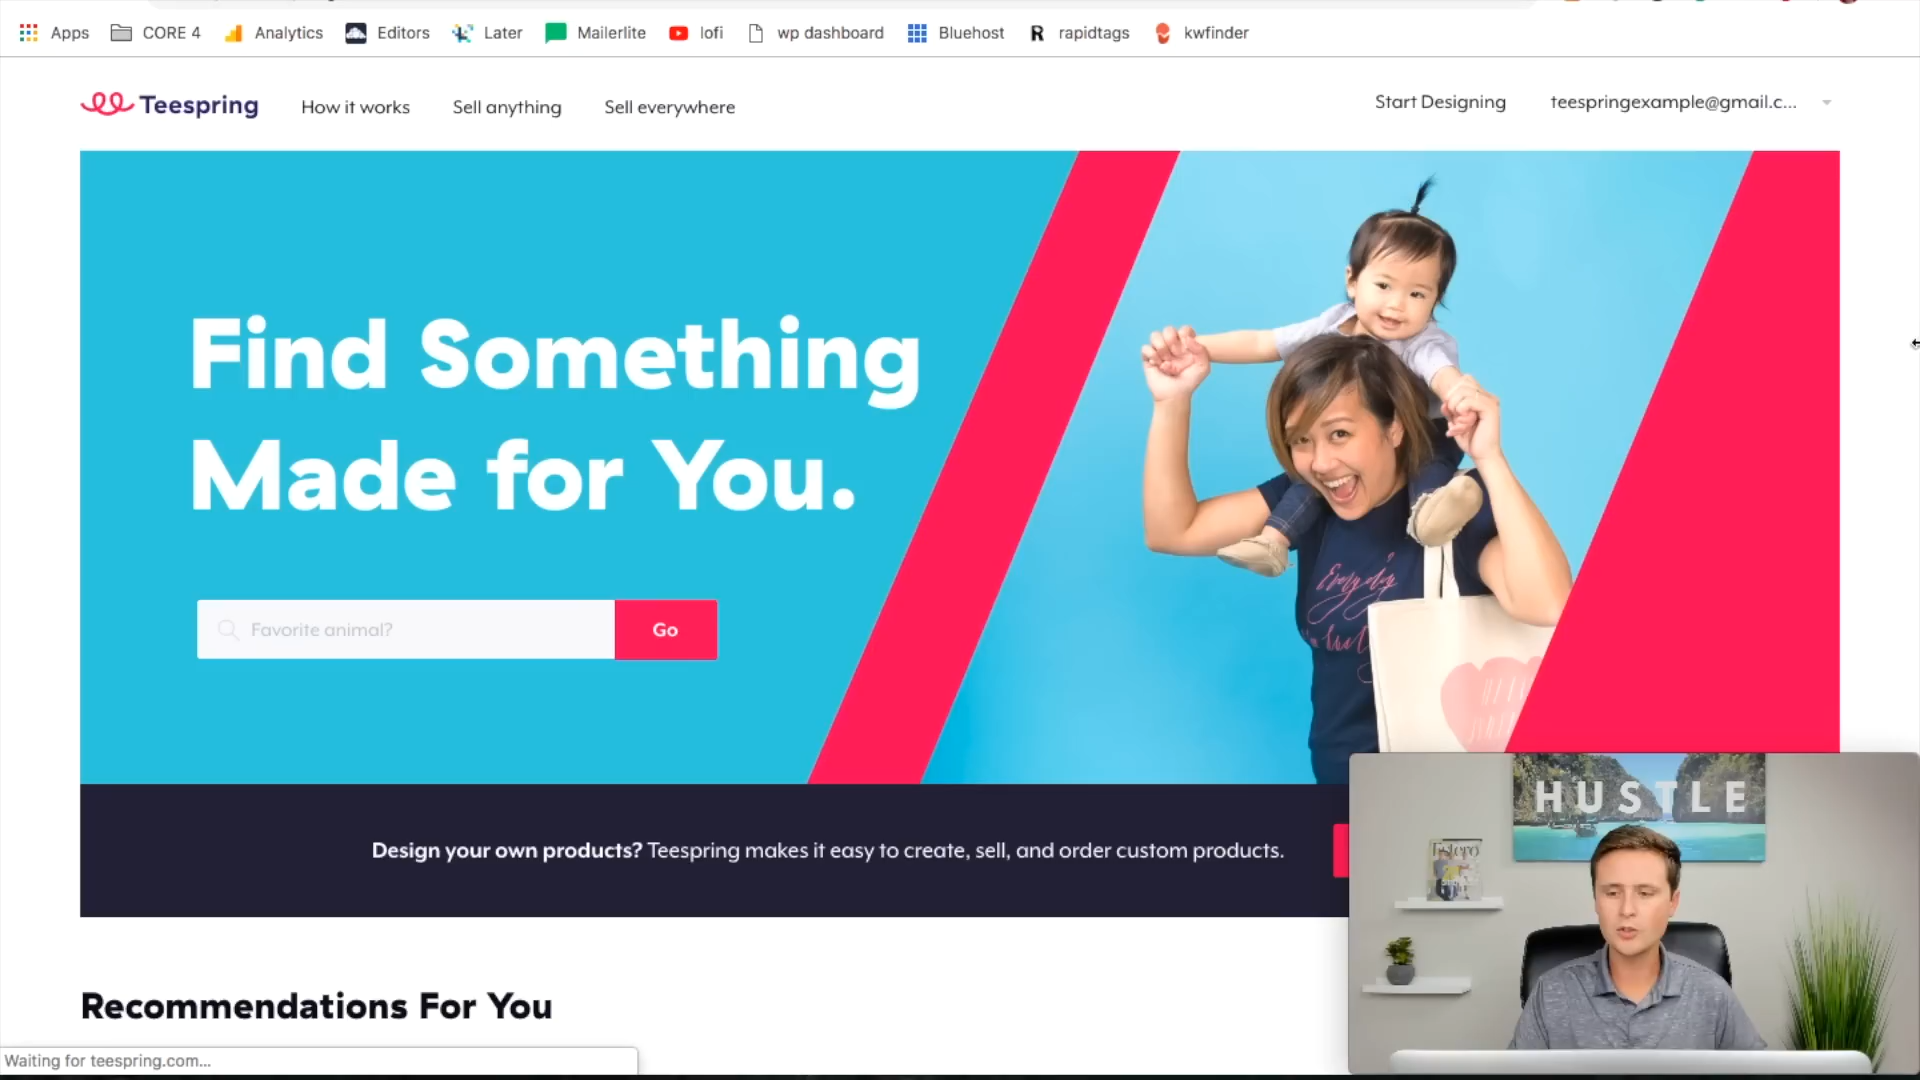 Apps CORE 4 Analytics Editors Later Mailerlite lofi wp dashboard Bluehost R rapidtags kwfinder
Teespring How it works Sell anything Sell everywhere Start Designing teespringexample@gmail.c...
Find Something
Made for You.
Favorite animal? Go
Everyday
HUSTLE
Design your own products? Teespring makes it easy to create, sell, and order custom products.
Estero
Recommendations For You
Waiting for teespring.com...